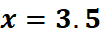 x = 3.5